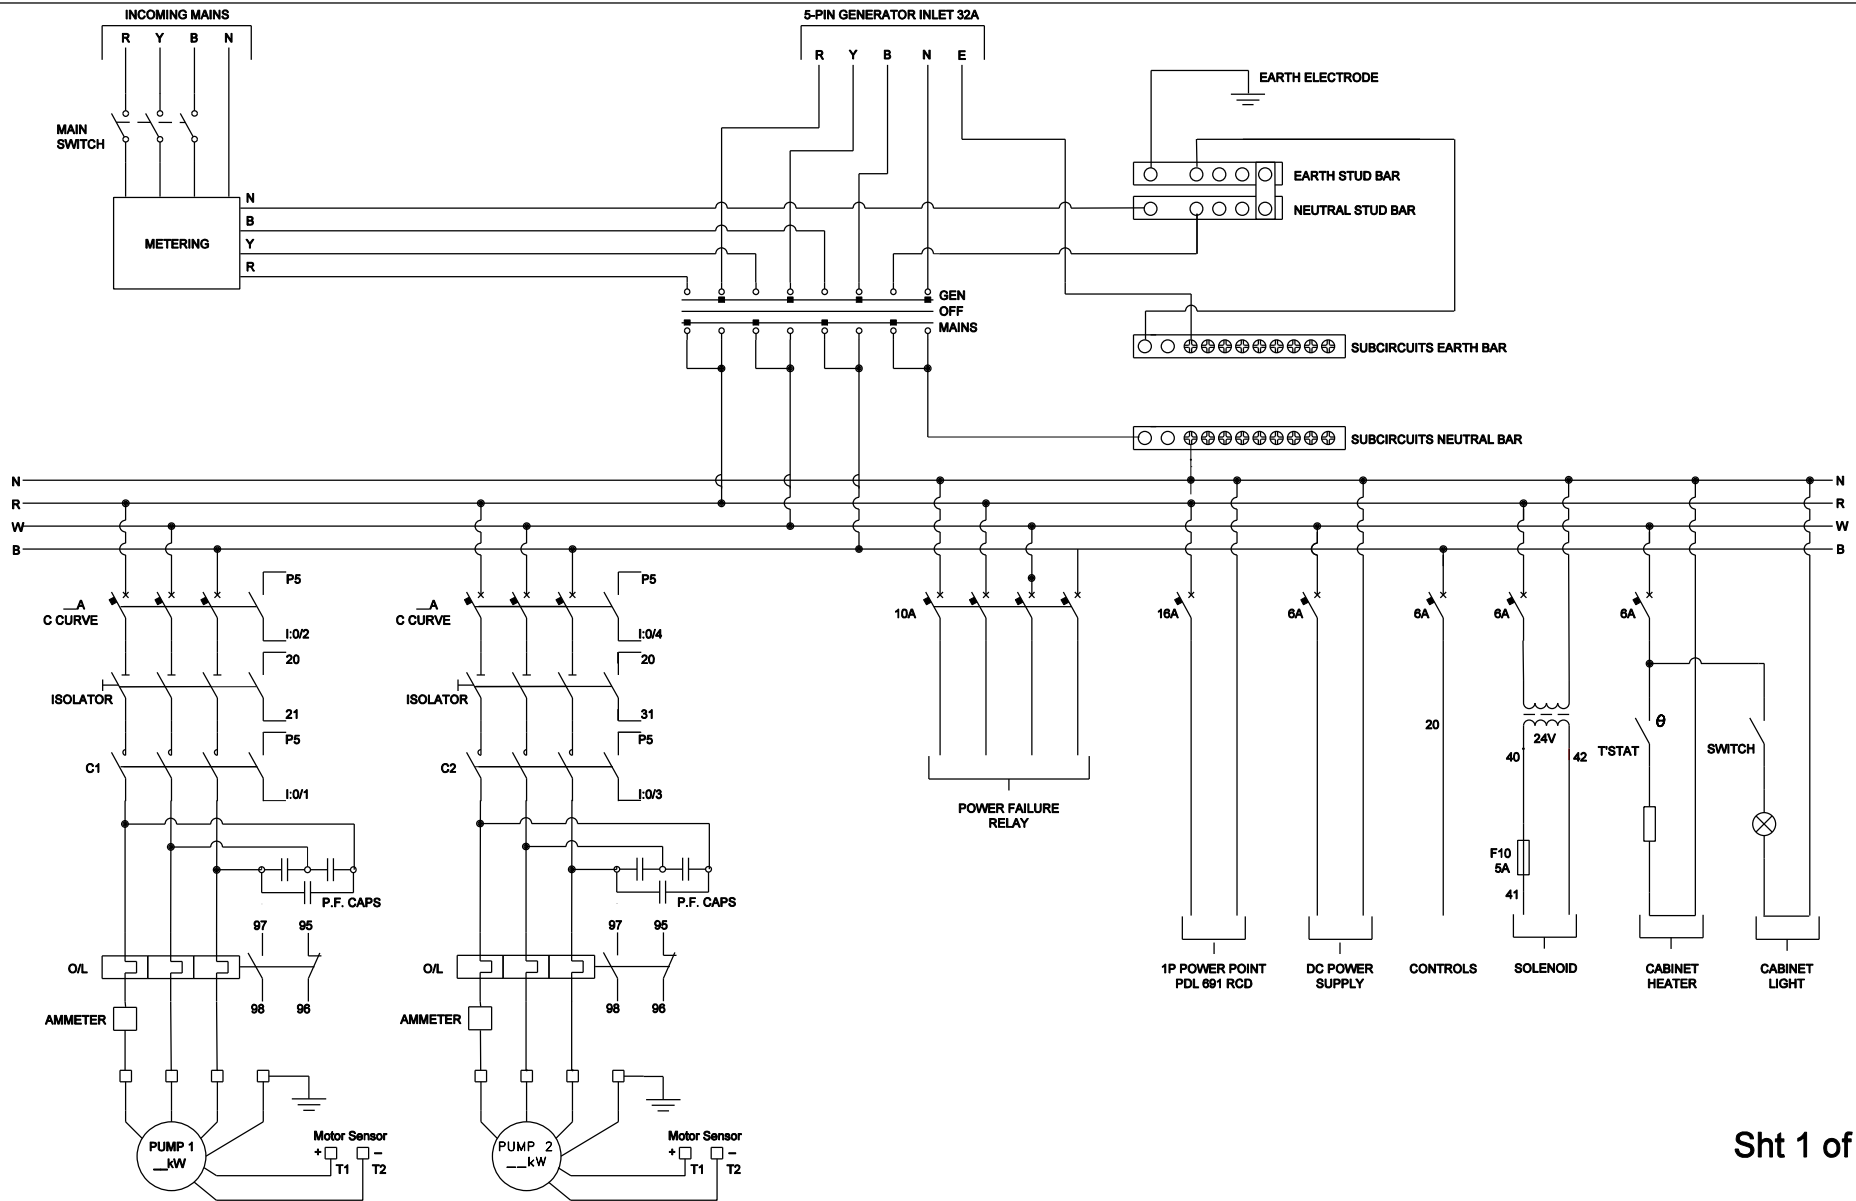 INCOMING MAINS
R Y B N
5-PIN GENERATOR INLET 32A
R Y B N E
MAIN
SWITCH
METERING
N
B
Y
R
EARTH ELECTRODE
EARTH STUD BAR
NEUTRAL STUD BAR
GEN
OFF
MAINS
SUBCIRCUITS EARTH BAR
SUBCIRCUITS NEUTRAL BAR
N N
R R
W W
B B
__A
C CURVE
P5
I:0/2
ISOLATOR
20
21
C1
P5
I:0/1
P.F. CAPS
97 95
O/L
98 96
AMMETER
PUMP 1
__kW
Motor Sensor
+ –
T1 T2
__A
C CURVE
P5
I:0/4
ISOLATOR
20
31
C2
P5
I:0/3
P.F. CAPS
97 95
O/L
98 96
AMMETER
PUMP 2
__kW
Motor Sensor
+ –
T1 T2
10A
POWER FAILURE
RELAY
16A
1P POWER POINT
PDL 691 RCD
6A
DC POWER
SUPPLY
6A
20
CONTROLS
6A
24V
40 42
F10
5A
41
SOLENOID
6A
θ
T'STAT
CABINET
HEATER
SWITCH
CABINET
LIGHT
Sht 1 of